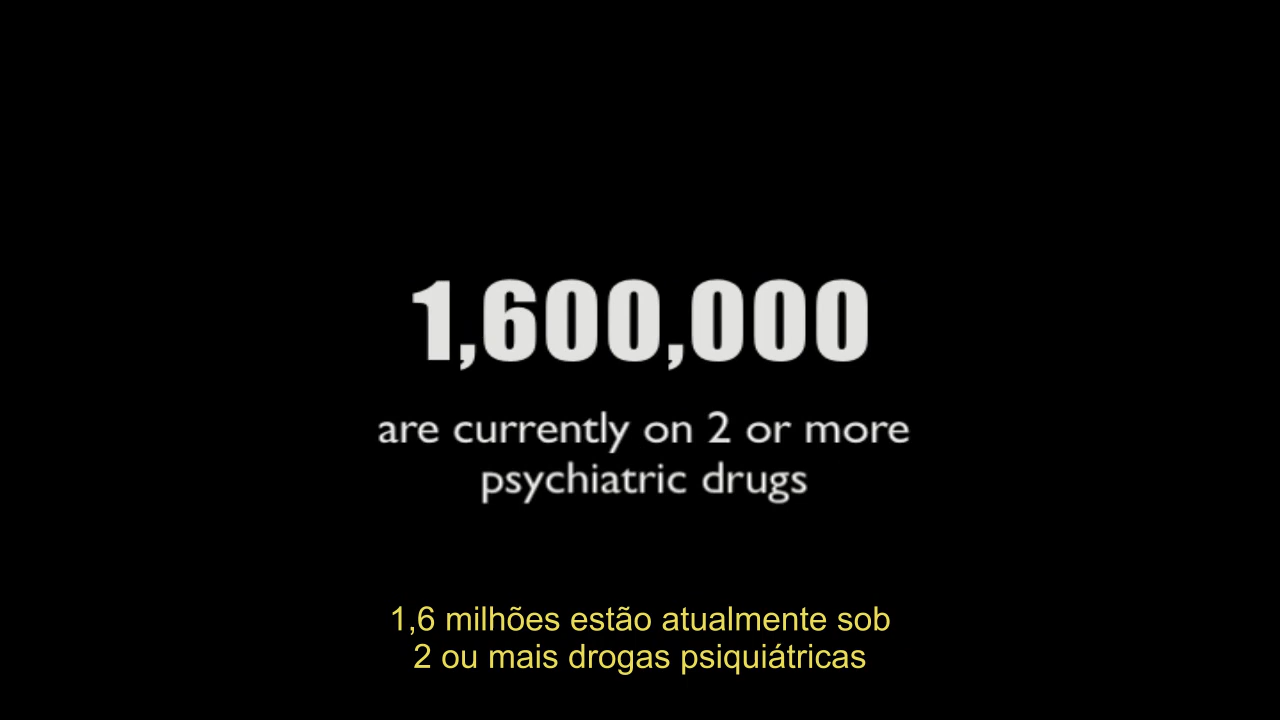 1,600,000
are currently on 2 or more
psychiatric drugs
1,6 milhões estão atualmente sob
2 ou mais drogas psiquiátricas